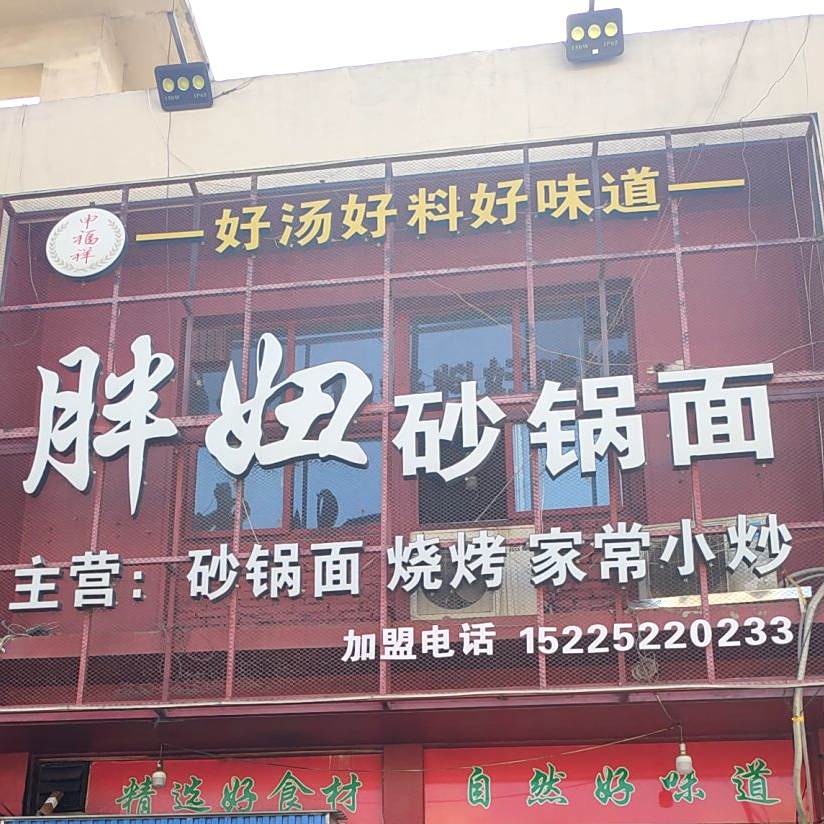 申福祥
好汤好料好味道
胖妞砂锅面
主营：砂锅面 烧烤 家常小炒
加盟电话 15225220233
精选好食材 自然好味道